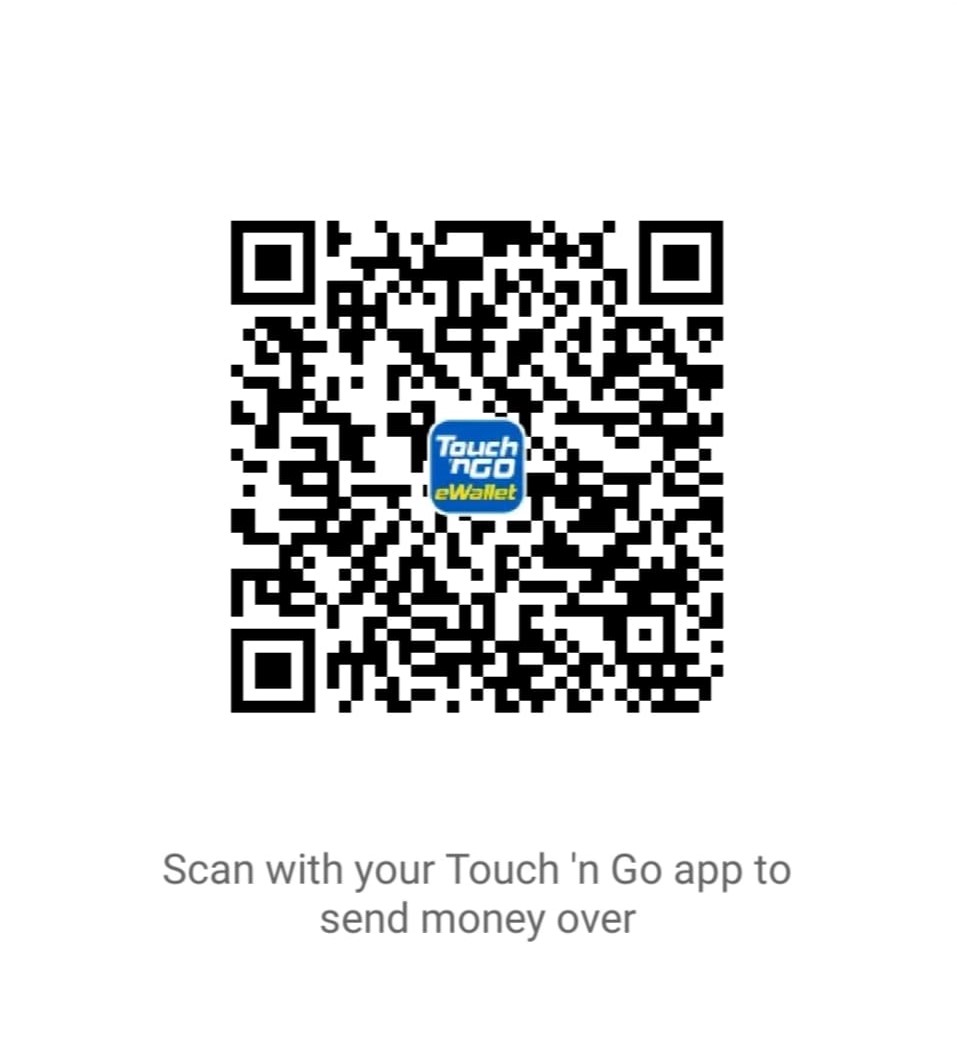 Touch
'nGO
eWallet
Scan with your Touch 'n Go app to
send money over